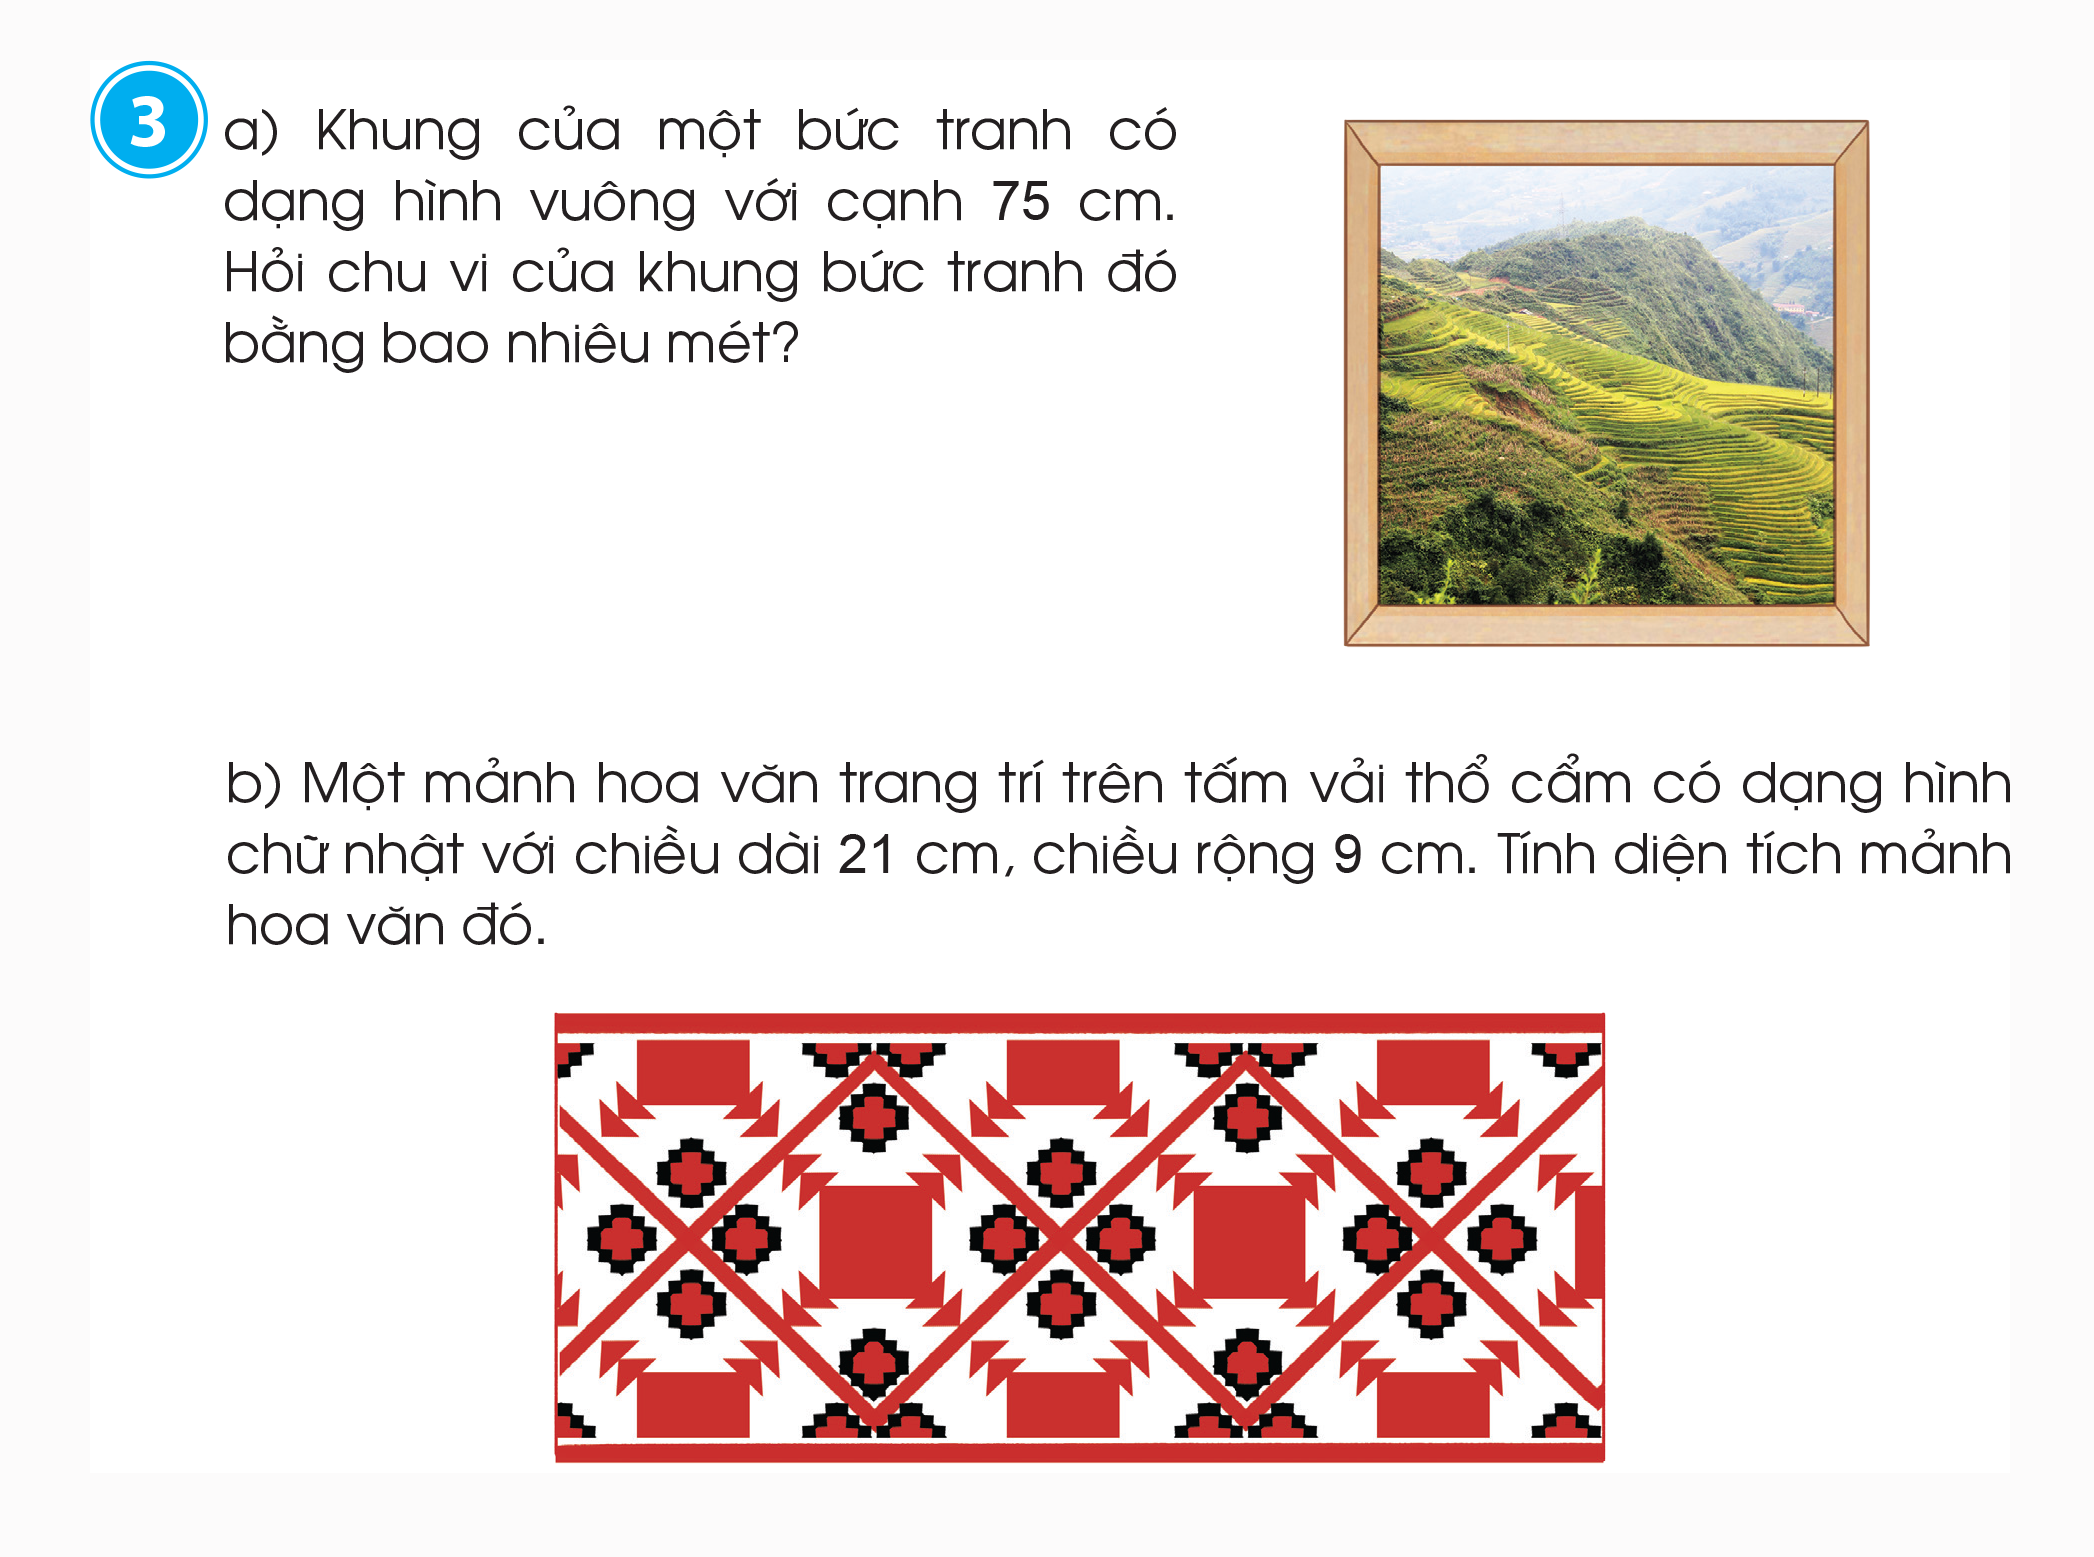 3
a) Khung của một bức tranh có
dạng hình vuông với cạnh 75 cm.
Hỏi chu vi của khung bức tranh đó
bằng bao nhiêu mét?
b) Một mảnh hoa văn trang trí trên tấm vải thổ cẩm có dạng hình
chữ nhật với chiều dài 21 cm, chiều rộng 9 cm. Tính diện tích mảnh
hoa văn đó.